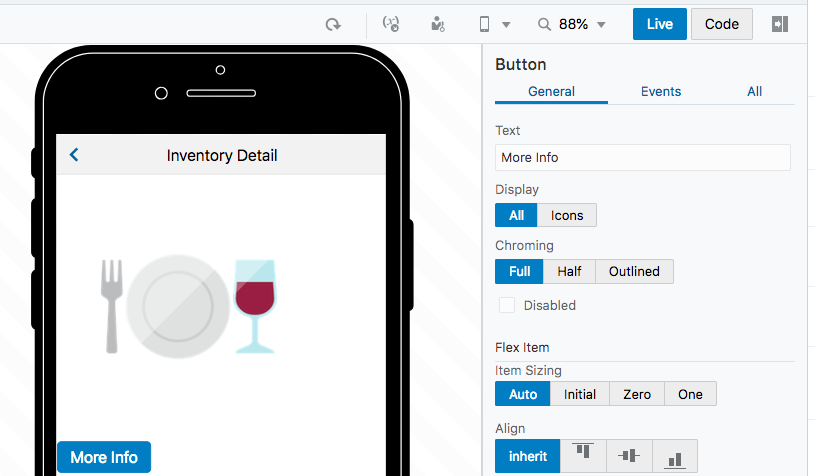 88% Live Code
Button
General Events All
Text
More Info
Display
All Icons
Chroming
Full Half Outlined
Disabled
Flex Item
Item Sizing
Auto Initial Zero One
Align
inherit
Inventory Detail
More Info